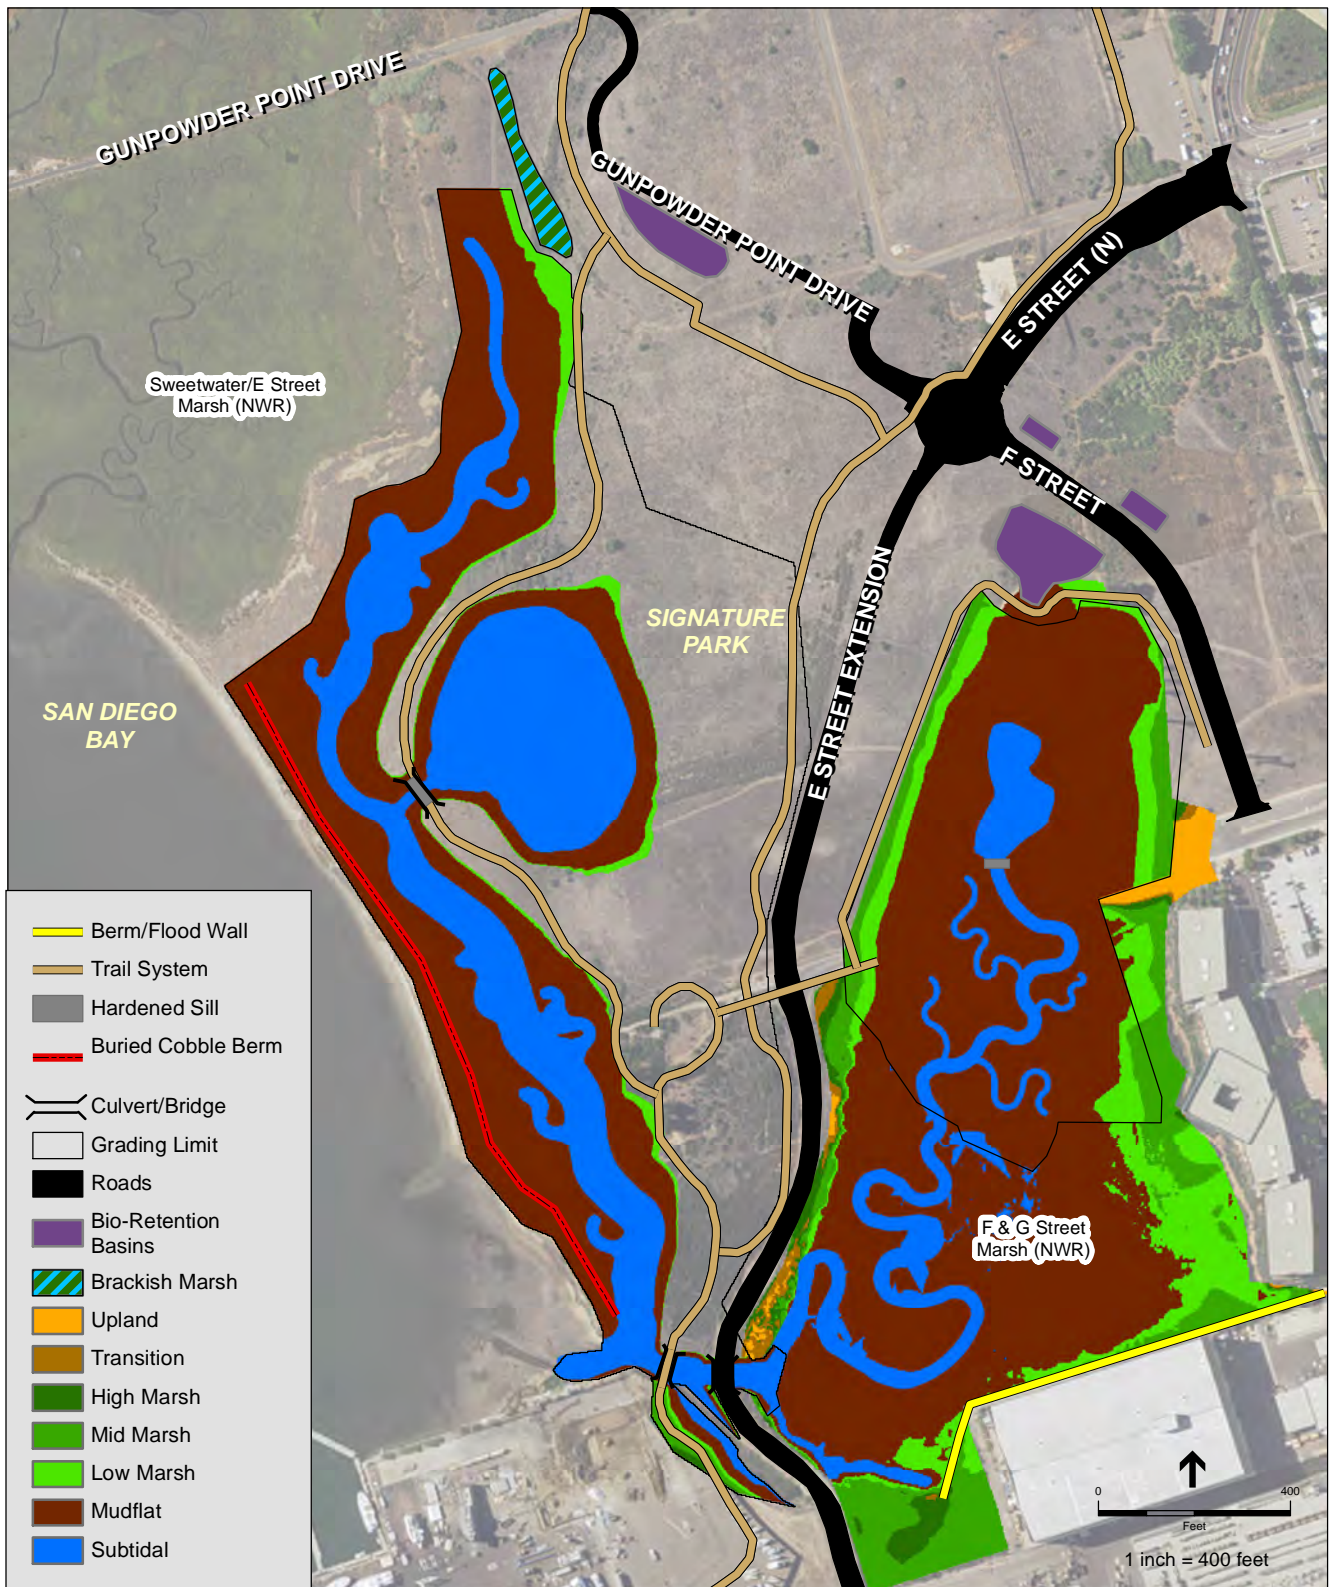 GUNPOWDER POINT DRIVE
GUNPOWDER POINT DRIVE
E STREET (N)
Sweetwater/E Street
Marsh (NWR)
F STREET
SIGNATURE
PARK
E STREET EXTENSION
SAN DIEGO
BAY
F & G Street
Marsh (NWR)
Berm/Flood Wall
Trail System
Hardened Sill
Buried Cobble Berm
Culvert/Bridge
Grading Limit
Roads
Bio-Retention
Basins
Brackish Marsh
Upland
Transition
High Marsh
Mid Marsh
Low Marsh
Mudflat
Subtidal
0 400
Feet
1 inch = 400 feet